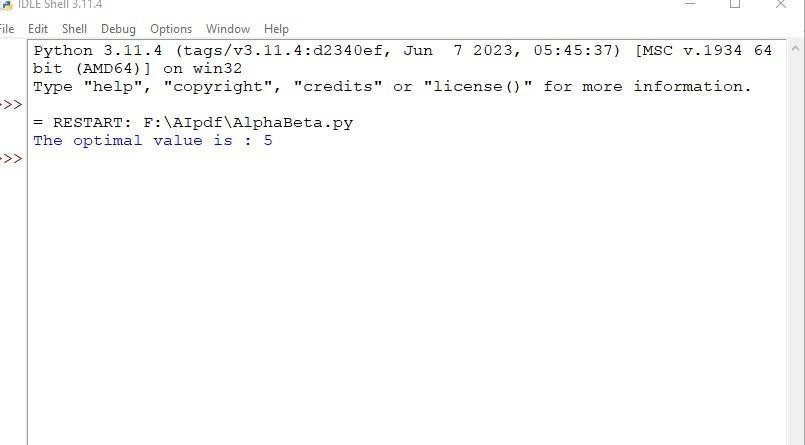 IDLE Shell 3.11.4
File Edit Shell Debug Options Window Help
Python 3.11.4 (tags/v3.11.4:d2340ef, Jun  7 2023, 05:45:37) [MSC v.1934 64
bit (AMD64)] on win32
Type "help", "copyright", "credits" or "license()" for more information.
>>>
= RESTART: F:\AIpdf\AlphaBeta.py
The optimal value is : 5
>>>